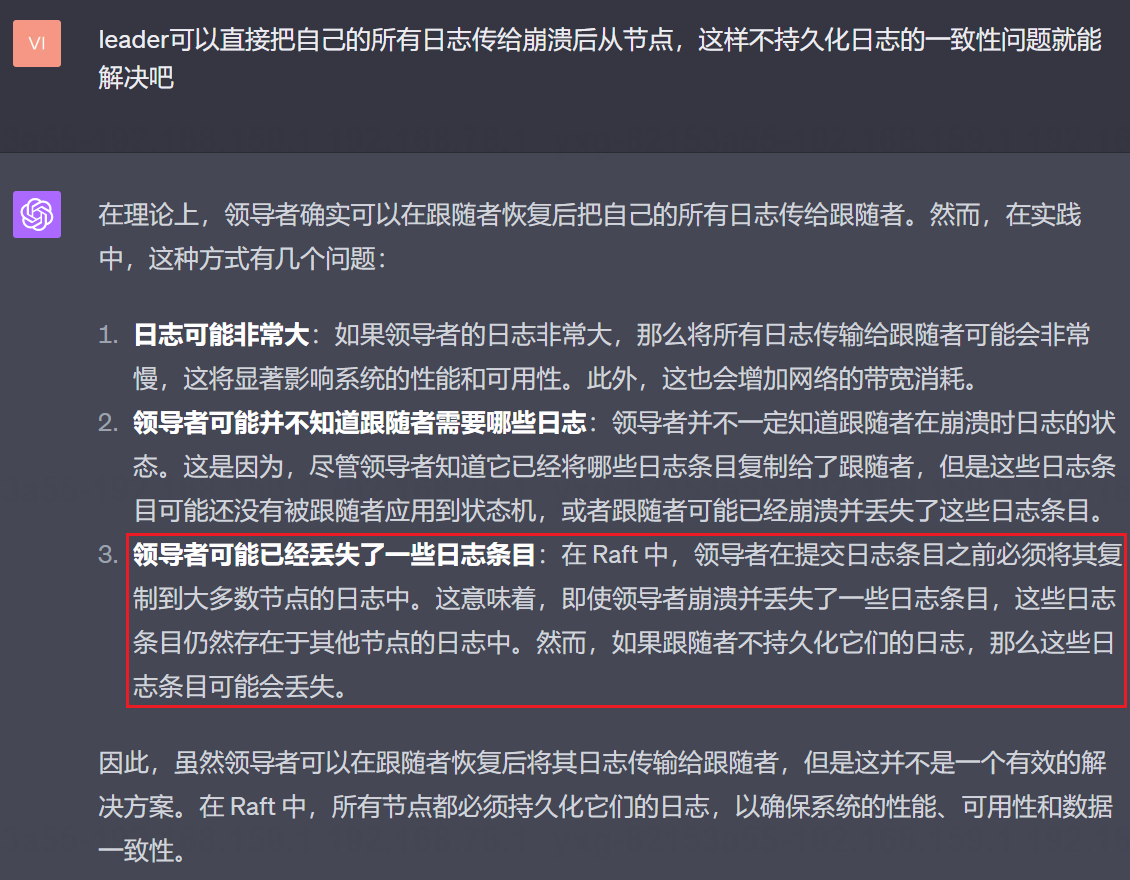 VI
leader可以直接把自己的所有日志传给崩溃后从节点，这样不持久化日志的一致性问题就能
解决吧
在理论上，领导者确实可以在跟随者恢复后把自己的所有日志传给跟随者。然而，在实践
中，这种方式有几个问题：
1. 日志可能非常大：如果领导者的日志非常大，那么将所有日志传输给跟随者可能会非常
慢，这将显著影响系统的性能和可用性。此外，这也会增加网络的带宽消耗。
2. 领导者可能并不知道跟随者需要哪些日志：领导者并不一定知道跟随者在崩溃时日志的状
态。这是因为，尽管领导者知道它已经将哪些日志条目复制给了跟随者，但是这些日志条
目可能还没有被跟随者应用到状态机，或者跟随者可能已经崩溃并丢失了这些日志条目。
3. 领导者可能已经丢失了一些日志条目：在 Raft 中，领导者在提交日志条目之前必须将其复
制到大多数节点的日志中。这意味着，即使领导者崩溃并丢失了一些日志条目，这些日志
条目仍然存在于其他节点的日志中。然而，如果跟随者不持久化它们的日志，那么这些日
志条目可能会丢失。
因此，虽然领导者可以在跟随者恢复后将其日志传输给跟随者，但是这并不是一个有效的解
决方案。在 Raft 中，所有节点都必须持久化它们的日志，以确保系统的性能、可用性和数据
一致性。